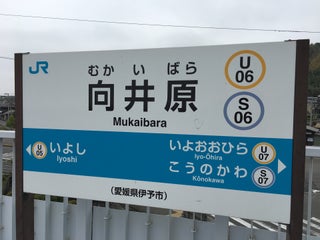 JR
むかいばら
向井原
Mukaibara
U
06
S
06
U
05
いよし
Iyoshi
いよおおひら
Iyo-Ōhira
U
07
こうのかわ
Kōnokawa
S
07
(愛媛県伊予市)